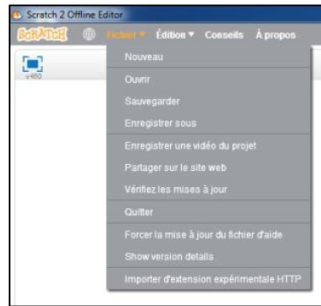 Scratch 2 Offline Editor
SCRATCH Fichier ▼ Édition ▼ Conseils À propos
v460
Nouveau
Ouvrir
Sauvegarder
Enregistrer sous
Enregistrer une vidéo du projet
Partager sur le site web
Vérifiez les mises à jour
Quitter
Forcer la mise à jour du fichier d'aide
Show version details
Importer d'extension expérimentale HTTP